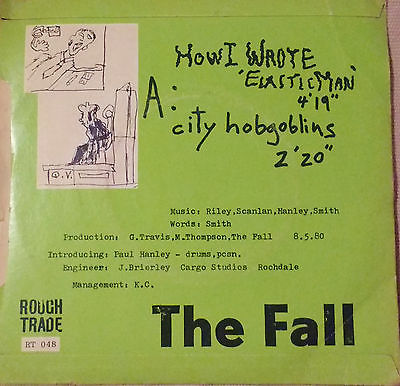 HOW I WROTE
'ELASTIC MAN'
4'19"
A:
city hobgoblins
2'20"
O.V.
Music: Riley,Scanlan,Hanley,Smith
Words: Smith
Production: G.Travis,M.Thompson,The Fall 8.5.80
Introducing: Paul Hanley - drums,pcsn.
Engineer: J.Brierley Cargo Studios Rochdale
Management: K.C.
ROUGH
TRADE
RT 048
The Fall